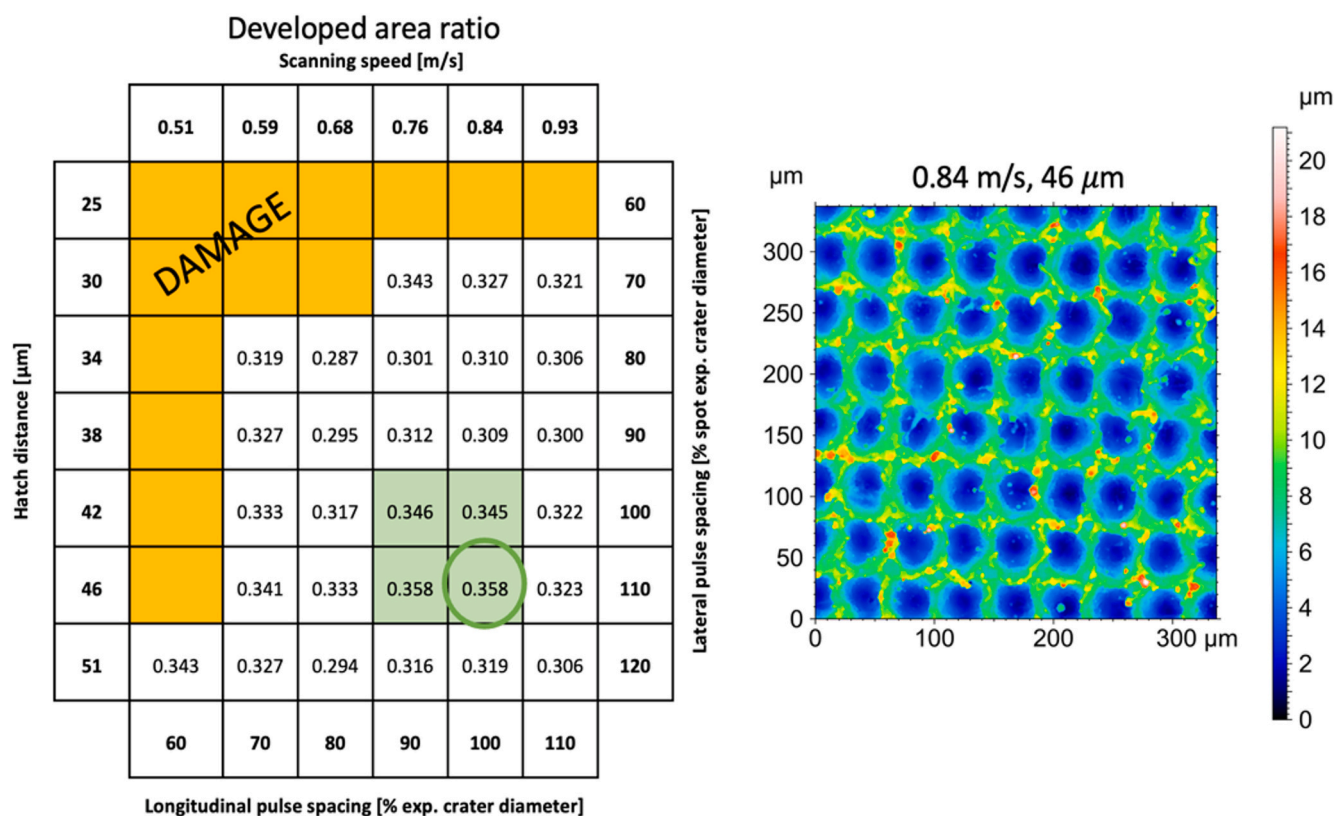 Developed area ratio
Scanning speed [m/s]
0.51 0.59 0.68 0.76 0.84 0.93
25 60
DAMAGE
30 0.343 0.327 0.321 70
34 0.319 0.287 0.301 0.310 0.306 80
38 0.327 0.295 0.312 0.309 0.300 90
42 0.333 0.317 0.346 0.345 0.322 100
46 0.341 0.333 0.358 0.358 0.323 110
51 0.343 0.327 0.294 0.316 0.319 0.306 120
60 70 80 90 100 110
Longitudinal pulse spacing [% exp. crater diameter]
Hatch distance [µm]
Lateral pulse spacing [% spot exp. crater diameter]
0.84 m/s, 46 µm
µm
300
250
200
150
100
50
0
0 100 200 300 µm
µm
20
18
16
14
12
10
8
6
4
2
0